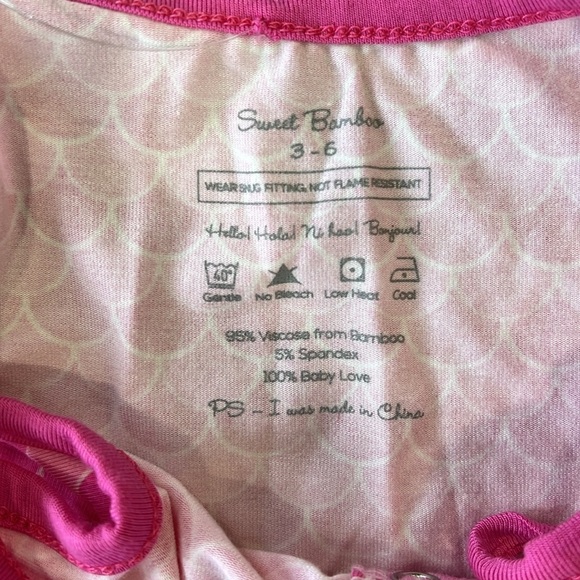 Sweet Bamboo
3-6
WEAR SNUG FITTING, NOT FLAME RESISTANT
Hello! Hola! Ni hao! Bonjour!
40°
Gentle No Bleach Low Heat Cool
95% Viscose from Bamboo
5% Spandex
100% Baby Love
PS - I was made in China